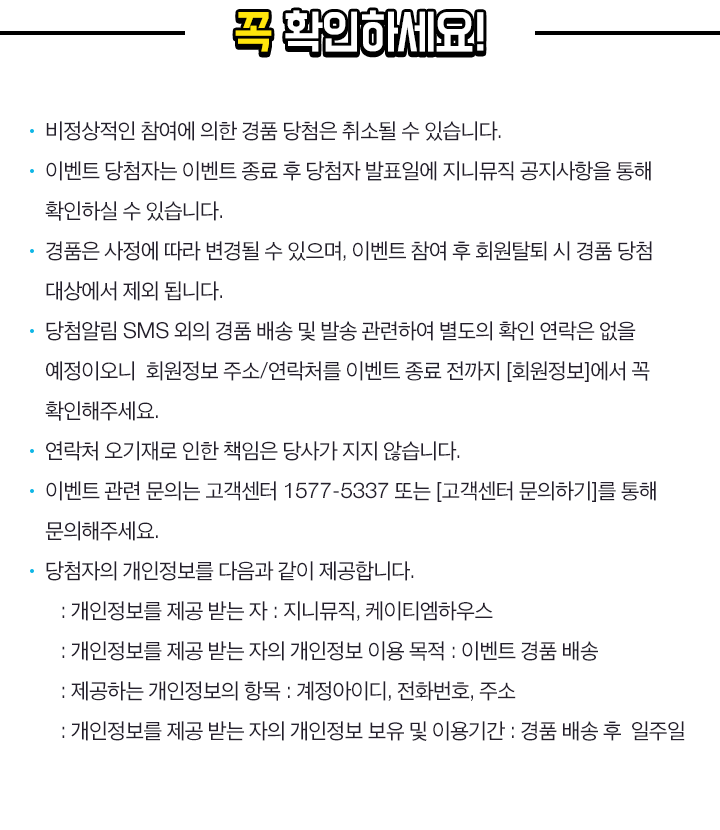 꼭 확인하세요!
• 비정상적인 참여에 의한 경품 당첨은 취소될 수 있습니다.
• 이벤트 당첨자는 이벤트 종료 후 당첨자 발표일에 지니뮤직 공지사항을 통해
확인하실 수 있습니다.
• 경품은 사정에 따라 변경될 수 있으며, 이벤트 참여 후 회원탈퇴 시 경품 당첨
대상에서 제외 됩니다.
• 당첨알림 SMS 외의 경품 배송 및 발송 관련하여 별도의 확인 연락은 없을
예정이오니 회원정보 주소/연락처를 이벤트 종료 전까지 [회원정보]에서 꼭
확인해주세요.
• 연락처 오기재로 인한 책임은 당사가 지지 않습니다.
• 이벤트 관련 문의는 고객센터 1577-5337 또는 [고객센터 문의하기]를 통해
문의해주세요.
• 당첨자의 개인정보를 다음과 같이 제공합니다.
: 개인정보를 제공 받는 자 : 지니뮤직, 케이티엠하우스
: 개인정보를 제공 받는 자의 개인정보 이용 목적 : 이벤트 경품 배송
: 제공하는 개인정보의 항목 : 계정아이디, 전화번호, 주소
: 개인정보를 제공 받는 자의 개인정보 보유 및 이용기간 : 경품 배송 후 일주일